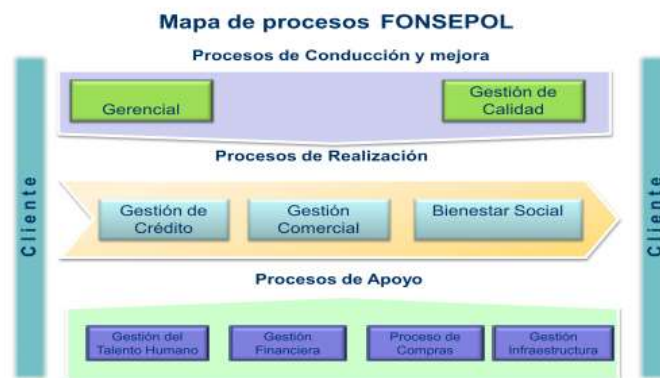 Mapa de procesos FONSEPOL
Procesos de Conducción y mejora
Gerencial
Gestión de
Calidad
Procesos de Realización
Cliente
Gestión de
Crédito
Gestión
Comercial
Bienestar Social
Cliente
Procesos de Apoyo
Gestión del
Talento Humano
Gestión
Financiera
Proceso de
Compras
Gestión
Infraestructura